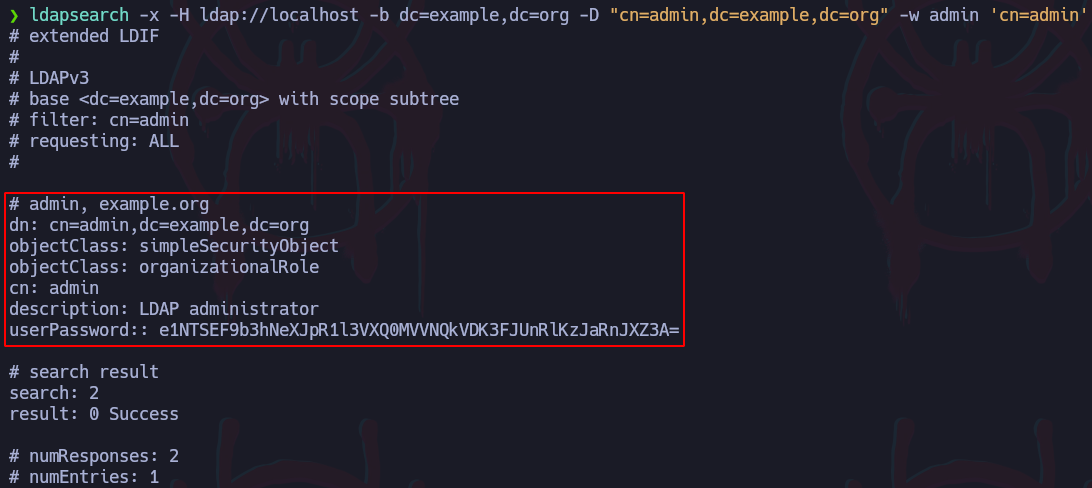 ❯ ldapsearch -x -H ldap://localhost -b dc=example,dc=org -D "cn=admin,dc=example,dc=org" -w admin 'cn=admin'
# extended LDIF
#
# LDAPv3
# base <dc=example,dc=org> with scope subtree
# filter: cn=admin
# requesting: ALL
#
# admin, example.org
dn: cn=admin,dc=example,dc=org
objectClass: simpleSecurityObject
objectClass: organizationalRole
cn: admin
description: LDAP administrator
userPassword:: e1NTSEF9b3hNeXJpR1l3VXQ0MVVNQkVDK3FJUnRlKzJaRnJXZ3A=
# search result
search: 2
result: 0 Success
# numResponses: 2
# numEntries: 1